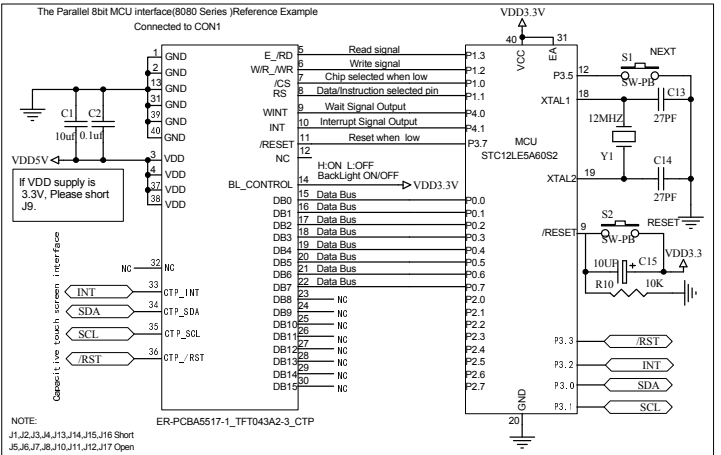 The Parallel 8bit MCU interface(8080 Series )Reference Example
Connected to CON1
1 GND
2 GND
13 GND
31 GND
39 GND
40 GND
3 VDD
4 VDD
37 VDD
38 VDD
C1 C2
10uf 0.1uf
VDD5V
If VDD supply is
3.3V, Please short
J9.
E_/RD 5 Read signal P1.3
W/R_/WR 6 Write signal P1.2
/CS 7 Chip selected when low P1.0
RS 8 Data/Instruction selected pin P1.1
WINT 9 Wait Signal Output P4.0
INT 10 Interrupt Signal Output P4.1
/RESET 11 Reset when low P3.7
NC 12
H:ON L:OFF
BackLight ON/OFF
BL_CONTROL 14 VDD3.3V
DB0 15 Data Bus P0.0
DB1 16 Data Bus P0.1
DB2 17 Data Bus P0.2
DB3 18 Data Bus P0.3
DB4 19 Data Bus P0.4
DB5 20 Data Bus P0.5
DB6 21 Data Bus P0.6
DB7 22 Data Bus P0.7
DB8 23 NC P2.0
DB9 24 NC P2.1
DB10 25 NC P2.2
DB11 26 NC P2.3
DB12 27 NC P2.4
DB13 28 NC P2.5
DB14 29 NC P2.6
DB15 30 NC P2.7
Capacitive touch screen interface
NC 32 NC
INT 33 CTP_INT
SDA 34 CTP_SDA
SCL 35 CTP_SCL
/RST 36 CTP_/RST
ER-PCBA5517-1_TFT043A2-3_CTP
NOTE:
J1,J2,J3,J4,J13,J14,J15,J16 Short
J5,J6,J7,J8,J10,J11,J12,J17 Open
VDD3.3V
40 31
VCC EA
MCU
STC12LE5A60S2
GND
20
P3.5 12
S1 NEXT
SW-PB
XTAL1 18
C13
27PF
12MHZ
Y1
XTAL2 19
C14
27PF
/RESET 9
S2 RESET
SW-PB
VDD3.3
10UF + C15
R10 10K
P3.3 /RST
P3.2 INT
P3.0 SDA
P3.1 SCL